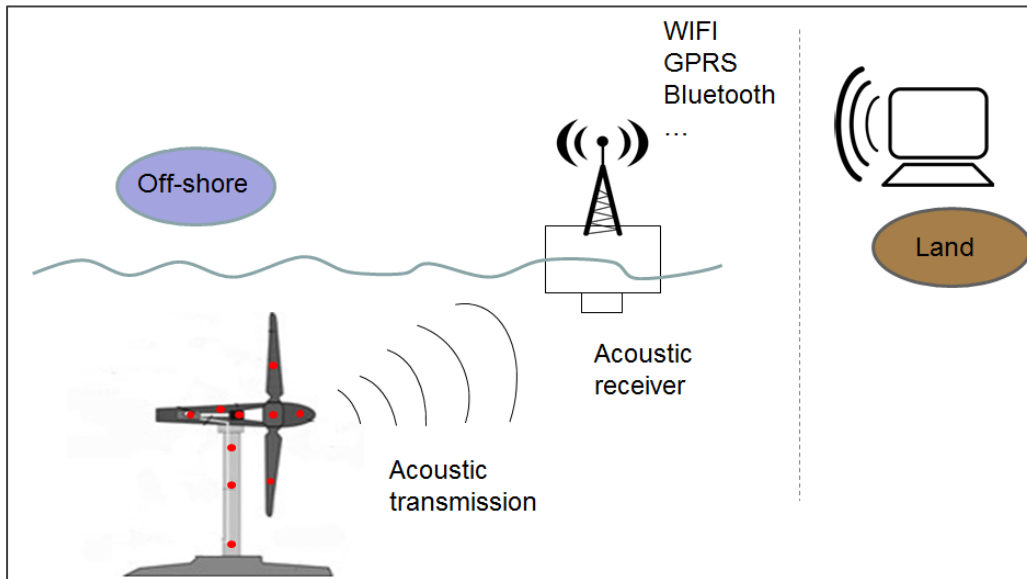 WIFI
GPRS
Bluetooth
...
Off-shore
Land
Acoustic
receiver
Acoustic
transmission